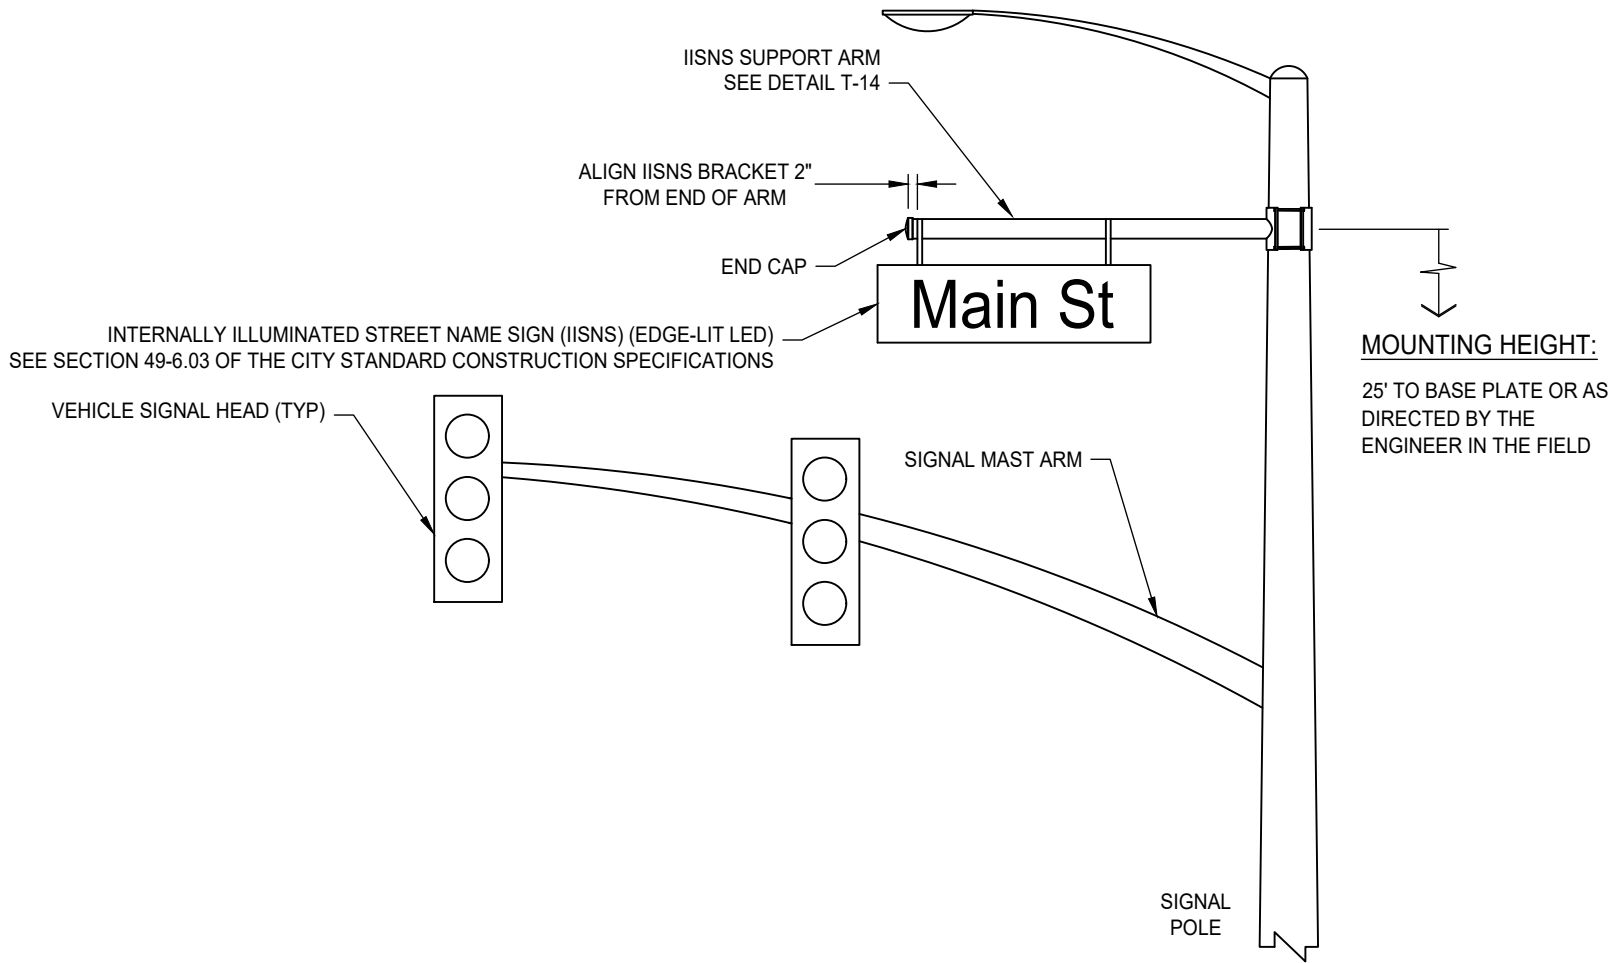 IISNS SUPPORT ARM
SEE DETAIL T-14
ALIGN IISNS BRACKET 2"
FROM END OF ARM
END CAP
Main St
INTERNALLY ILLUMINATED STREET NAME SIGN (IISNS) (EDGE-LIT LED)
SEE SECTION 49-6.03 OF THE CITY STANDARD CONSTRUCTION SPECIFICATIONS
MOUNTING HEIGHT:
25' TO BASE PLATE OR AS
DIRECTED BY THE
ENGINEER IN THE FIELD
VEHICLE SIGNAL HEAD (TYP)
SIGNAL MAST ARM
SIGNAL
POLE